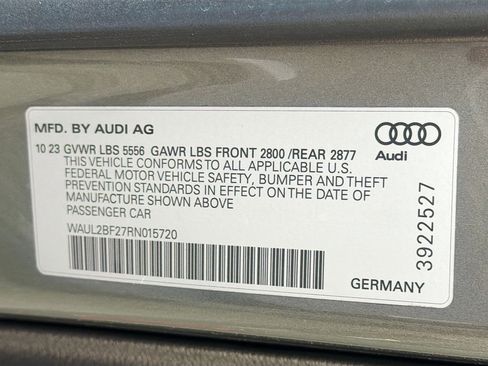 MFD. BY AUDI AG
Audi
10 23 GVWR LBS 5556 GAWR LBS FRONT 2800 /REAR 2877
THIS VEHICLE CONFORMS TO ALL APPLICABLE U.S.
FEDERAL MOTOR VEHICLE SAFETY, BUMPER AND THEFT
PREVENTION STANDARDS IN EFFECT ON THE DATE OF
MANUFACTURE SHOWN ABOVE
PASSENGER CAR
WAUL2BF27RN015720
3922527
GERMANY